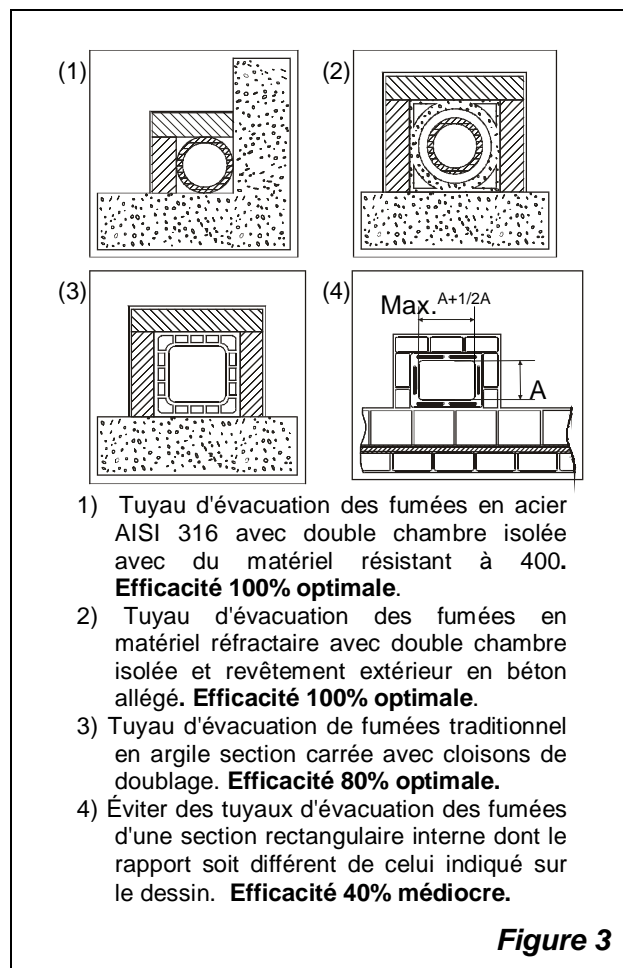 (1)
(2)
(3)
(4)
Max.A+1/2A
A
1) Tuyau d'évacuation des fumées en acier
AISI 316 avec double chambre isolée
avec du matériel résistant à 400.
Efficacité 100% optimale.
2) Tuyau d'évacuation des fumées en
matériel réfractaire avec double chambre
isolée et revêtement extérieur en béton
allégé. Efficacité 100% optimale.
3) Tuyau d'évacuation de fumées traditionnel
en argile section carrée avec cloisons de
doublage. Efficacité 80% optimale.
4) Éviter des tuyaux d'évacuation des fumées
d'une section rectangulaire interne dont le
rapport soit différent de celui indiqué sur
le dessin. Efficacité 40% médiocre.
Figure 3